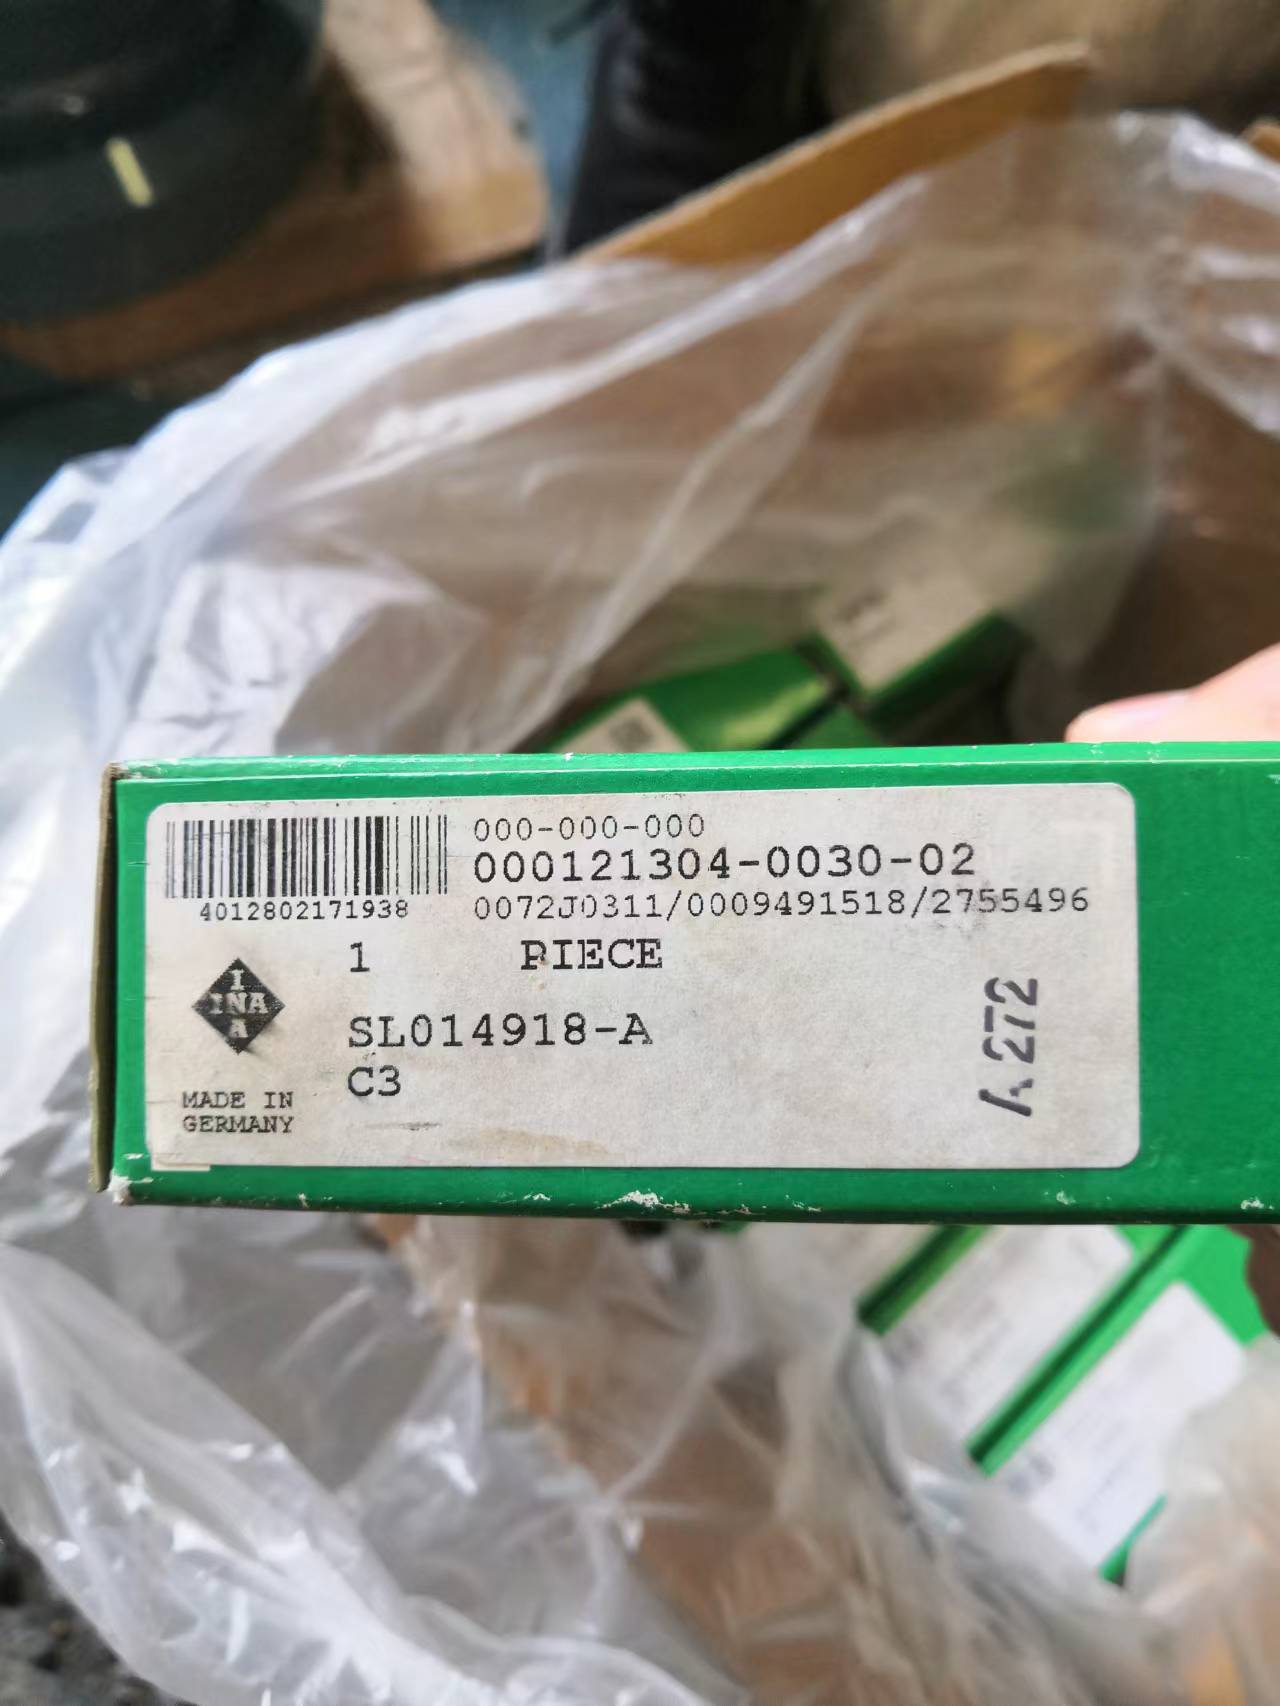 000-000-000
000121304-0030-02
4012802171938
0072J0311/0009491518/2755496
1 PIECE
INA
INA
SL014918-A
C3
MADE IN
GERMANY
A272